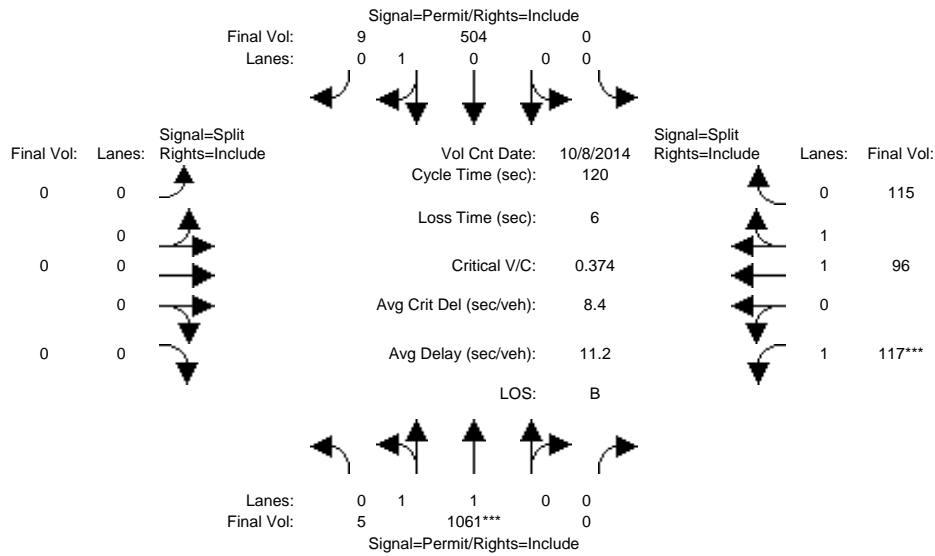 Signal=Permit/Rights=Include
Final Vol: 9 504 0
Lanes: 0 1 0 0 0
Signal=Split
Final Vol: Lanes: Rights=Include
Vol Cnt Date: 10/8/2014
Signal=Split
Rights=Include Lanes: Final Vol:
Cycle Time (sec): 120
0 0
0 115
Loss Time (sec): 6
0
1
0 0
Critical V/C: 0.374
1 96
0
Avg Crit Del (sec/veh): 8.4
0
0 0
Avg Delay (sec/veh): 11.2
1 117***
LOS: B
Lanes: 0 1 1 0 0
Final Vol: 5 1061*** 0
Signal=Permit/Rights=Include